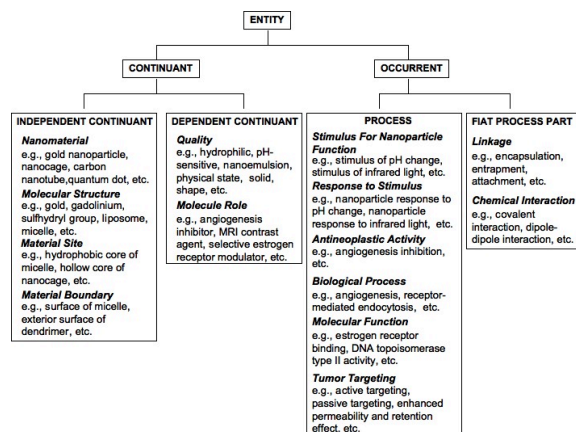 ENTITY
CONTINUANT
OCCURRENT
INDEPENDENT CONTINUANT
Nanomaterial
e.g., gold nanoparticle,
nanocage, carbon
nanotube,quantum dot, etc.
Molecular Structure
e.g., gold, gadolinium,
sulfhydryl group, liposome,
micelle, etc.
Material Site
e.g., hydrophobic core of
micelle, hollow core of
nanocage, etc.
Material Boundary
e.g., surface of micelle,
exterior surface of
dendrimer, etc.
DEPENDENT CONTINUANT
Quality
e.g., hydrophilic, pH-
sensitive, nanoemulsion,
physical state, solid,
shape, etc.
Molecule Role
e.g., angiogenesis
inhibitor, MRI contrast
agent, selective estrogen
receptor modulator, etc.
PROCESS
Stimulus For Nanoparticle
Function
e.g., stimulus of pH change,
stimulus of infrared light, etc.
Response to Stimulus
e.g., nanoparticle response to
pH change, nanoparticle
response to infrared light, etc.
Antineoplastic Activity
e.g., angiogenesis inhibition,
etc.
Biological Process
e.g., angiogenesis, receptor-
mediated endocytosis, etc.
Molecular Function
e.g., estrogen receptor
binding, DNA topoisomerase
type II activity, etc.
Tumor Targeting
e.g., active targeting,
passive targeting, enhanced
permeability and retention
effect, etc.
FIAT PROCESS PART
Linkage
e.g., encapsulation,
entrapment,
attachment, etc.
Chemical Interaction
e.g., covalent
interaction, dipole-
dipole interaction, etc.